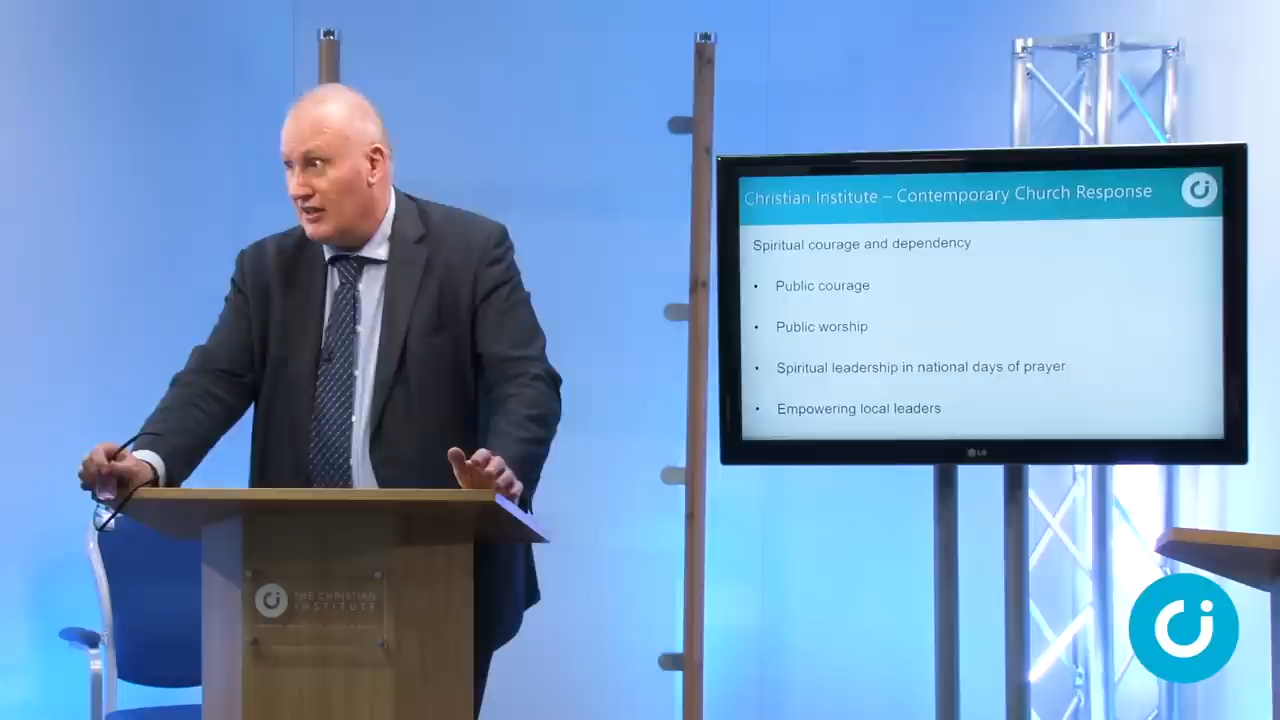 Christian Institute – Contemporary Church Response
Spiritual courage and dependency
• Public courage
• Public worship
• Spiritual leadership in national days of prayer
• Empowering local leaders
LG
THE CHRISTIAN
INSTITUTE